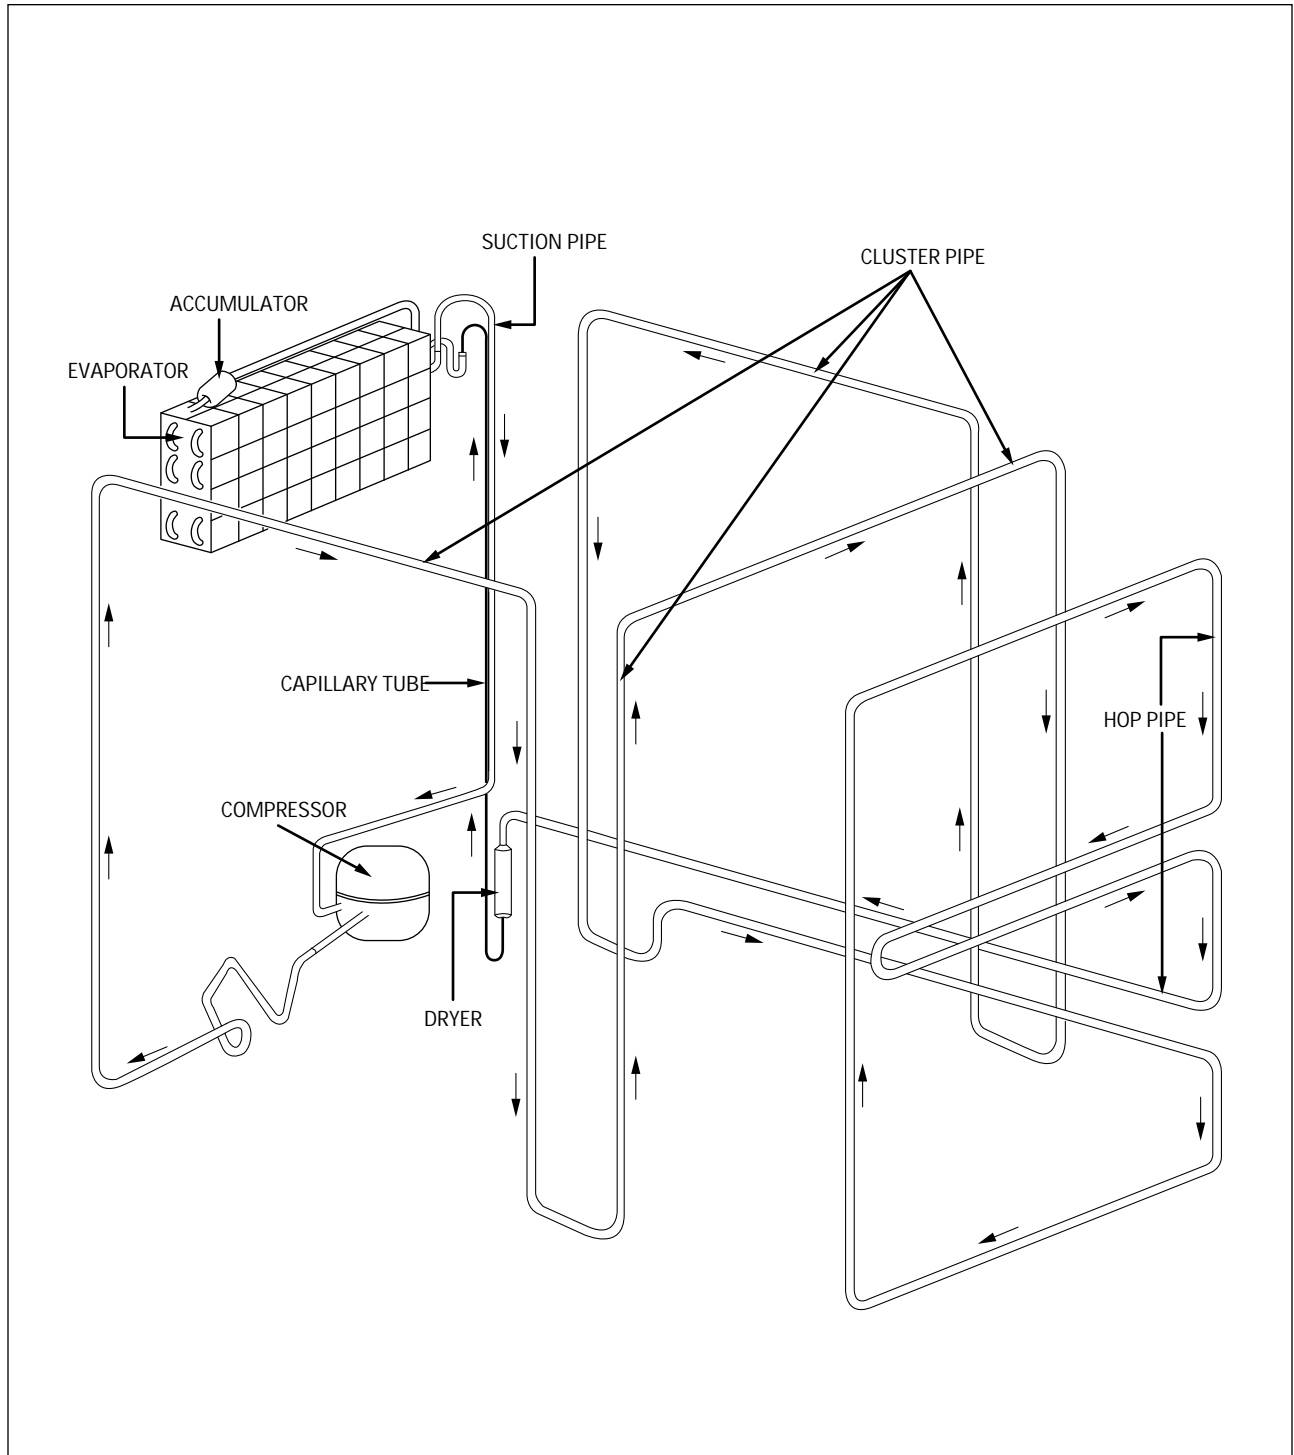 SUCTION PIPE
CLUSTER PIPE
ACCUMULATOR
EVAPORATOR
CAPILLARY TUBE
HOP PIPE
COMPRESSOR
DRYER